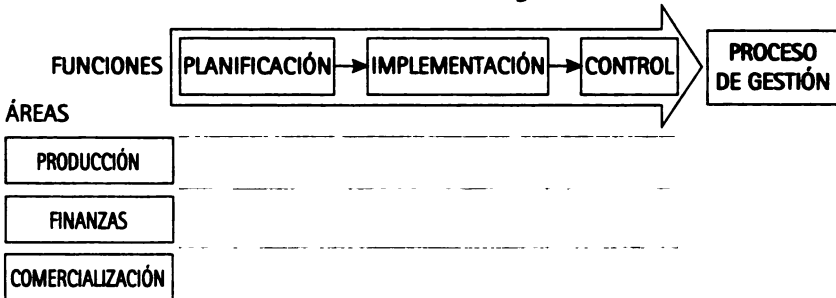 FUNCIONES
PLANIFICACIÓN
IMPLEMENTACIÓN
CONTROL
PROCESO
DE GESTIÓN
ÁREAS
PRODUCCIÓN
FINANZAS
COMERCIALIZACIÓN